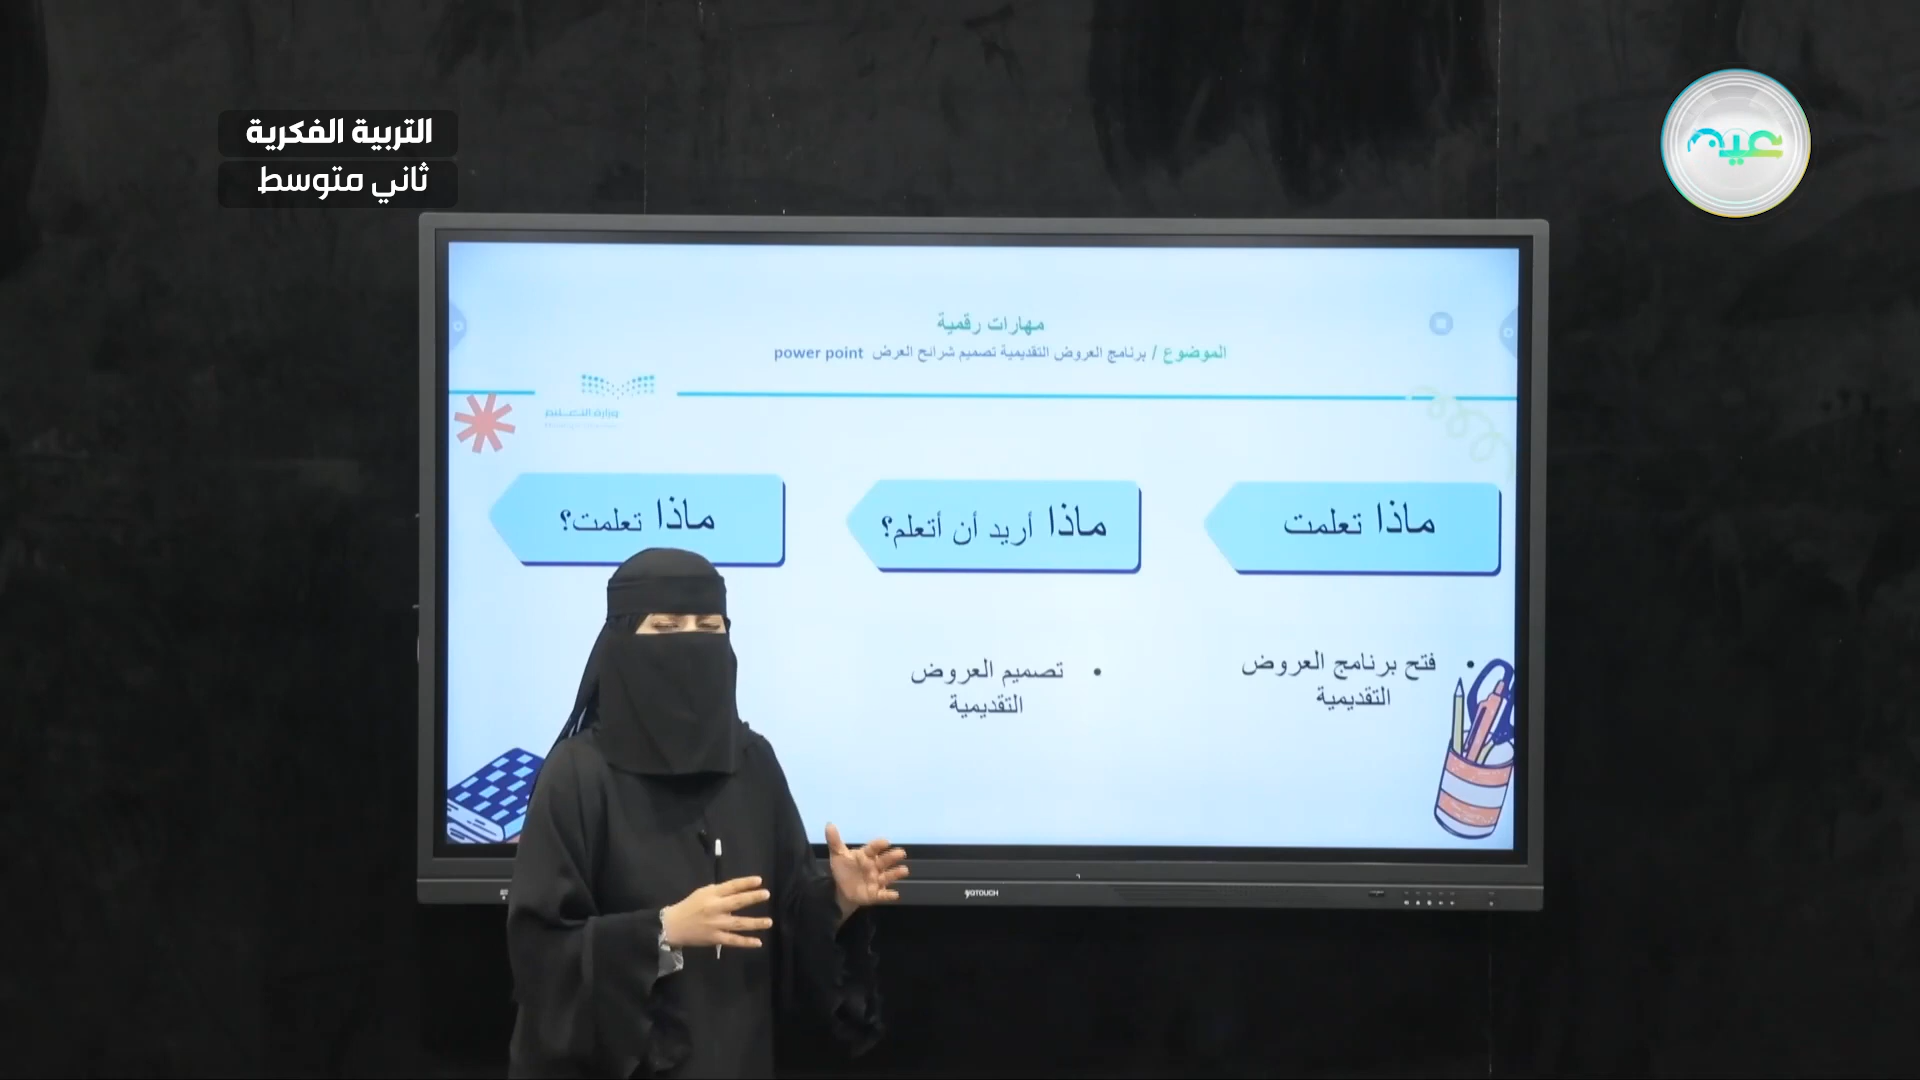 التربية الفكرية
ثاني متوسط
عين
مهارات رقمية
الموضوع / برنامج العروض التقديمية تصميم شرائح العرض power point
وزارة التعليم
ماذا تعلمت
ماذا أريد أن أتعلم؟
ماذا تعلمت؟
• فتح برنامج العروض
التقديمية
• تصميم العروض
التقديمية